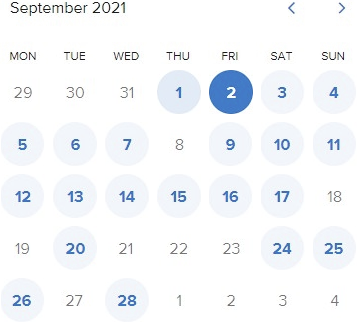 September 2021
MON TUE WED THU FRI SAT SUN
29 30 31 1 2 3 4
5 6 7 8 9 10 11
12 13 14 15 16 17 18
19 20 21 22 23 24 25
26 27 28 1 2 3 4